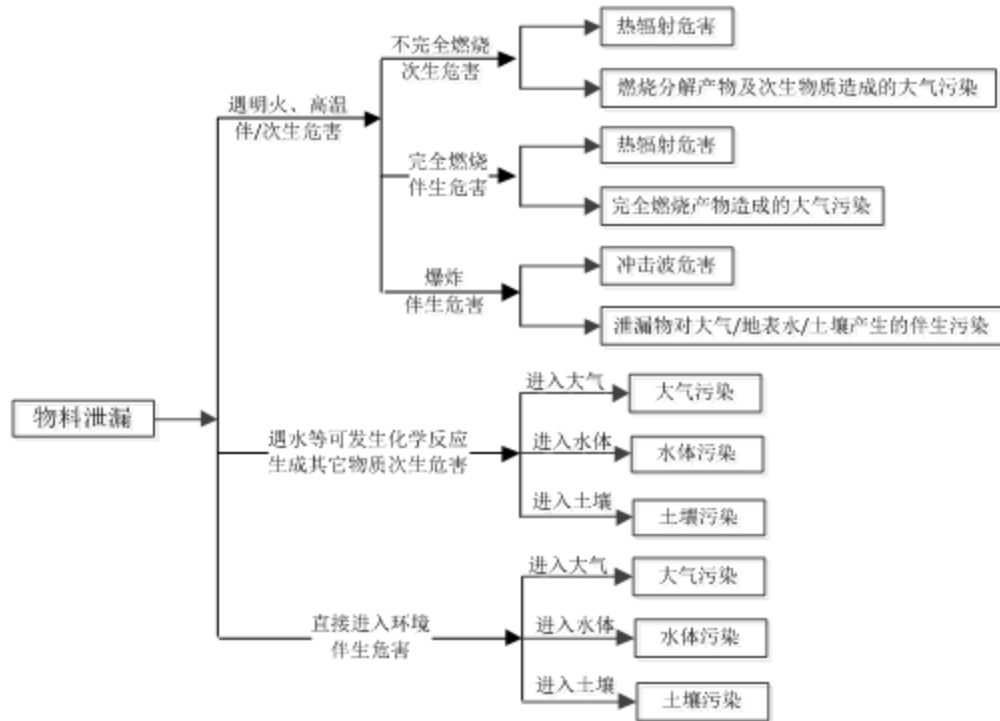 物料泄漏
遇明火、高温
伴/次生危害
不完全燃烧
次生危害
热辐射危害
燃烧分解产物及次生物质造成的大气污染
完全燃烧
伴生危害
热辐射危害
完全燃烧产物造成的大气污染
爆炸
伴生危害
冲击波危害
泄漏物对大气/地表水/土壤产生的伴生污染
遇水等可发生化学反应
生成其它物质次生危害
进入大气
大气污染
进入水体
水体污染
进入土壤
土壤污染
直接进入环境
伴生危害
进入大气
大气污染
进入水体
水体污染
进入土壤
土壤污染